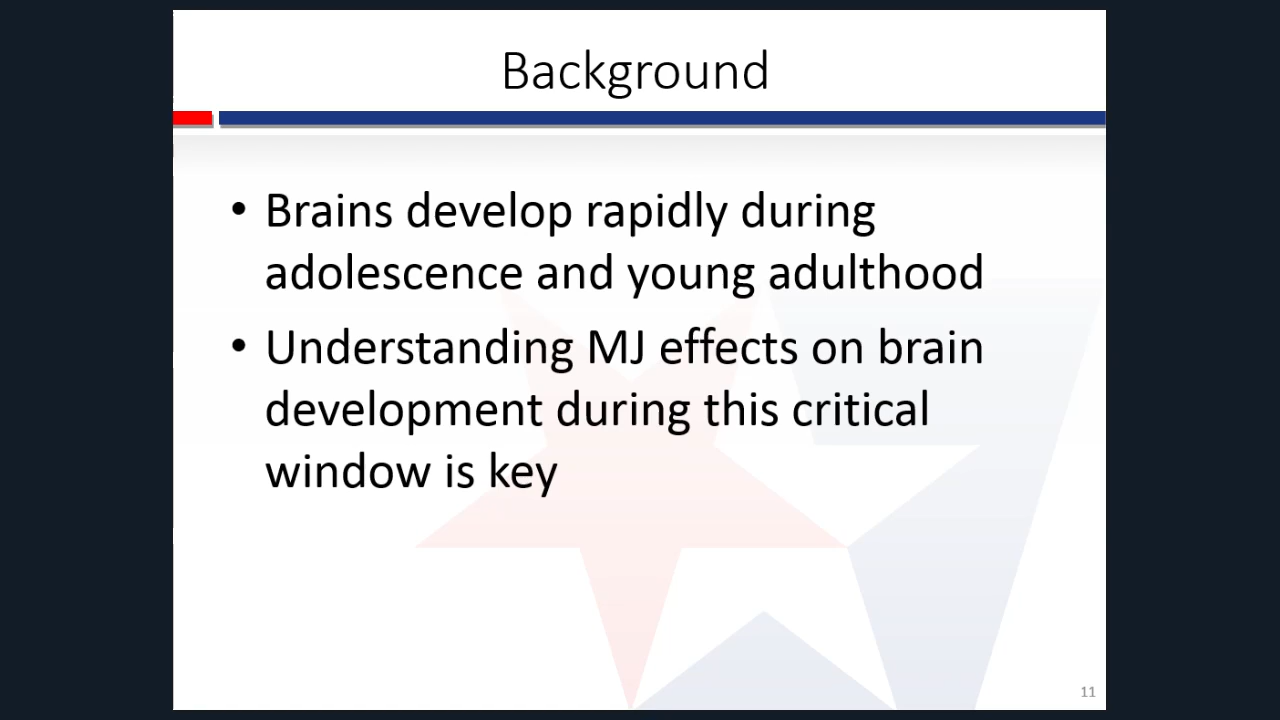 Background
• Brains develop rapidly during
adolescence and young adulthood
• Understanding MJ effects on brain
development during this critical
window is key
11